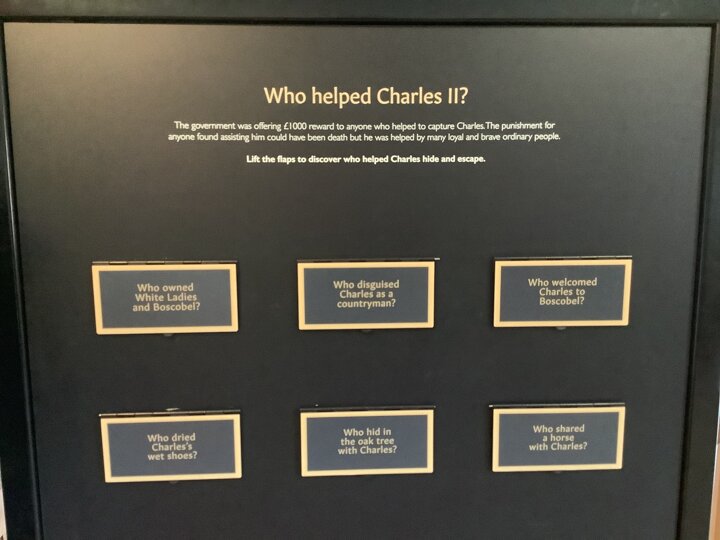 Who helped Charles II?
The government was offering £1000 reward to anyone who helped to capture Charles.The punishment for
anyone found assisting him could have been death but he was helped by many loyal and brave ordinary people.
Lift the flaps to discover who helped Charles hide and escape.
Who owned
White Ladies
and Boscobel?
Who disguised
Charles as a
countryman?
Who welcomed
Charles to
Boscobel?
Who dried
Charles's
wet shoes?
Who hid in
the oak tree
with Charles?
Who shared
a horse
with Charles?